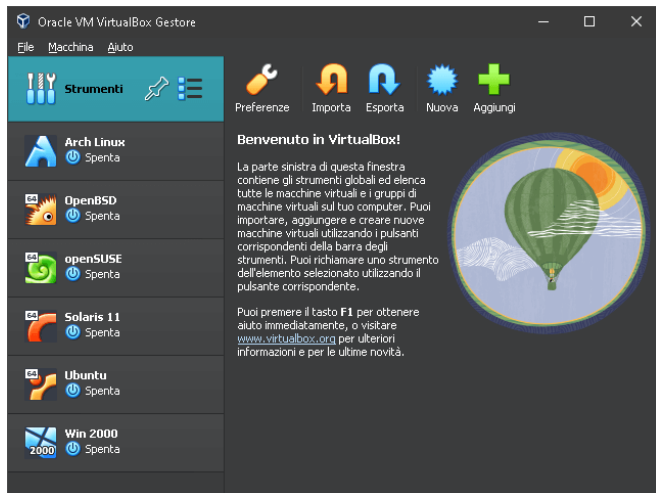 Oracle VM VirtualBox Gestore
File Macchina Aiuto
Strumenti
Arch Linux
Spenta
64
OpenBSD
Spenta
64
openSUSE
Spenta
64
Solaris 11
Spenta
64
Ubuntu
Spenta
2000
Win 2000
Spenta
Preferenze Importa Esporta Nuova Aggiungi
Benvenuto in VirtualBox!
La parte sinistra di questa finestra
contiene gli strumenti globali ed elenca
tutte le macchine virtuali e i gruppi di
macchine virtuali sul tuo computer. Puoi
importare, aggiungere e creare nuove
macchine virtuali utilizzando i pulsanti
corrispondenti della barra degli
strumenti. Puoi richiamare uno strumento
dell'elemento selezionato utilizzando il
pulsante corrispondente.
Puoi premere il tasto F1 per ottenere
aiuto immediatamente, o visitare
www.virtualbox.org per ulteriori
informazioni e per le ultime novità.